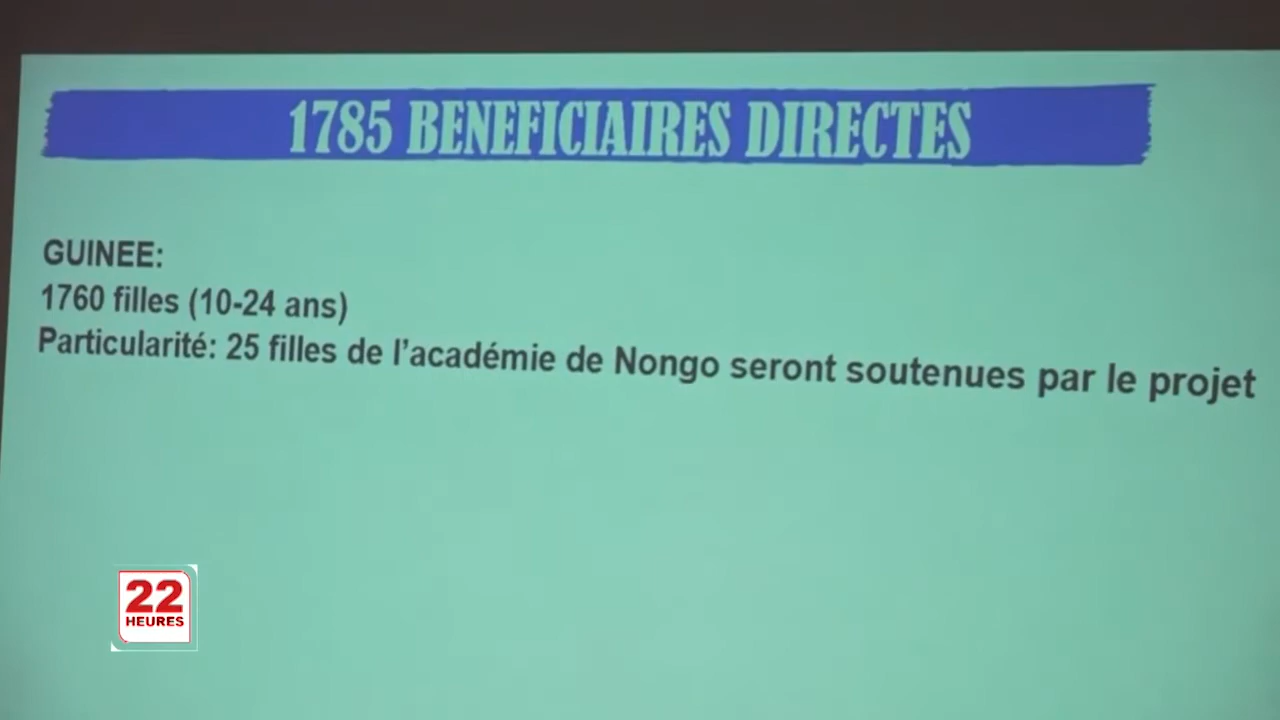 1785 BENEFICIAIRES DIRECTES
GUINEE:
1760 filles (10-24 ans)
Particularité: 25 filles de l'académie de Nongo seront soutenues par le projet
22
HEURES